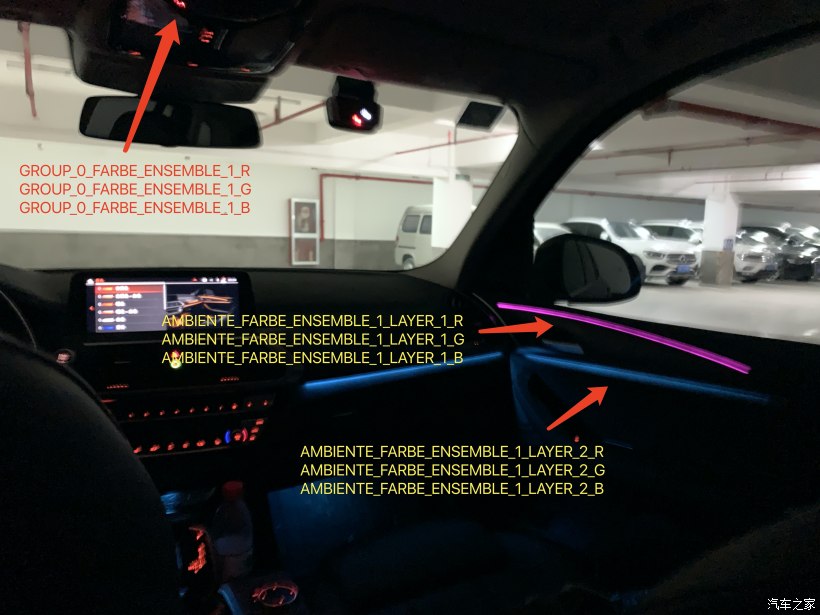 GROUP_0_FARBE_ENSEMBLE_1_R
GROUP_0_FARBE_ENSEMBLE_1_G
GROUP_0_FARBE_ENSEMBLE_1_B
AMBIENTE_FARBE_ENSEMBLE_1_LAYER_1_R
AMBIENTE_FARBE_ENSEMBLE_1_LAYER_1_G
AMBIENTE_FARBE_ENSEMBLE_1_LAYER_1_B
AMBIENTE_FARBE_ENSEMBLE_1_LAYER_2_R
AMBIENTE_FARBE_ENSEMBLE_1_LAYER_2_G
AMBIENTE_FARBE_ENSEMBLE_1_LAYER_2_B
汽车之家